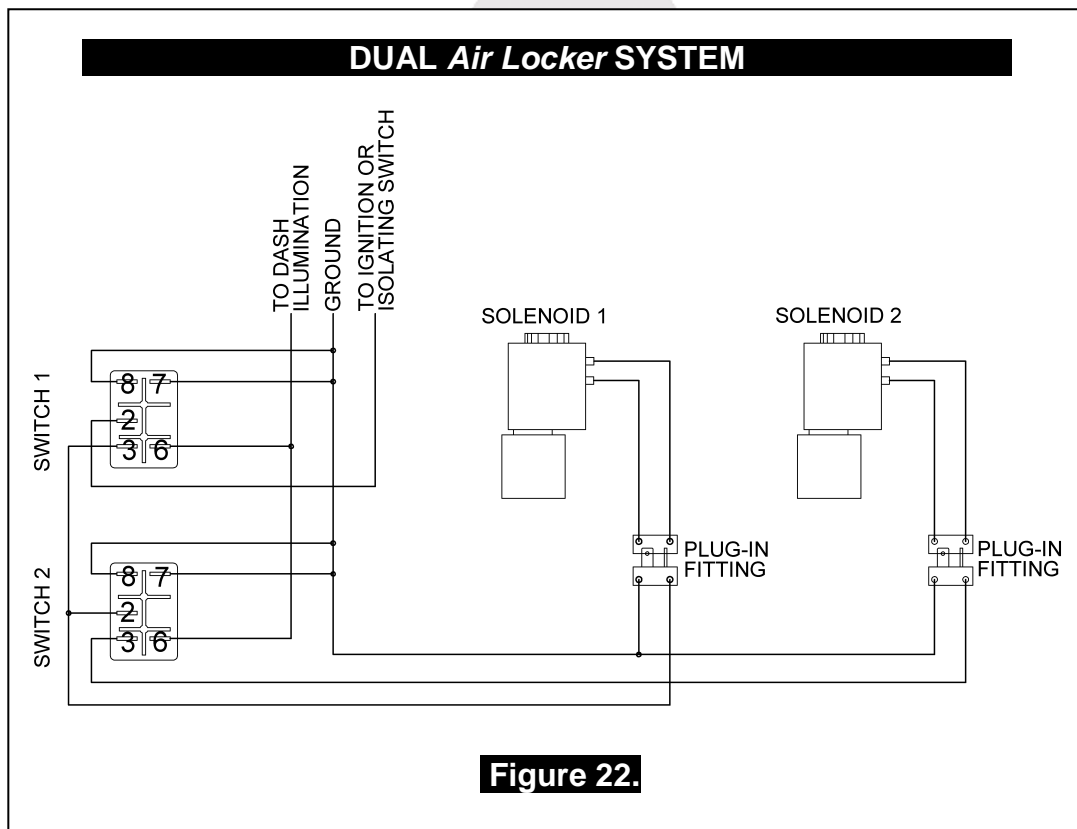 DUAL Air Locker SYSTEM
TO DASH
ILLUMINATION
GROUND
TO IGNITION OR
ISOLATING SWITCH
SOLENOID 1
SOLENOID 2
SWITCH 1
8 7
2
3 6
SWITCH 2
8 7
2
3 6
PLUG-IN
FITTING
PLUG-IN
FITTING
Figure 22.